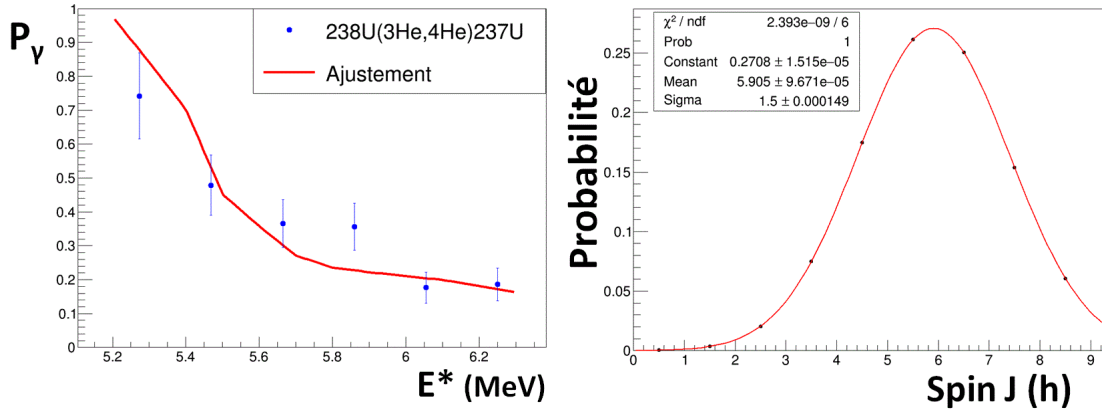 P_γ
1
0.9
0.8
0.7
0.6
0.5
0.4
0.3
0.2
0.1
0
238U(3He,4He)237U
Ajustement
5.2 5.4 5.6 5.8 6 6.2
E* (MeV)
Probabilité
0.25
0.2
0.15
0.1
0.05
0
χ² / ndf 2.393e−09 / 6
Prob 1
Constant 0.2708 ± 1.515e−05
Mean 5.905 ± 9.671e−05
Sigma 1.5 ± 0.000149
0 1 2 3 4 5 6 7 8 9
Spin J (h)